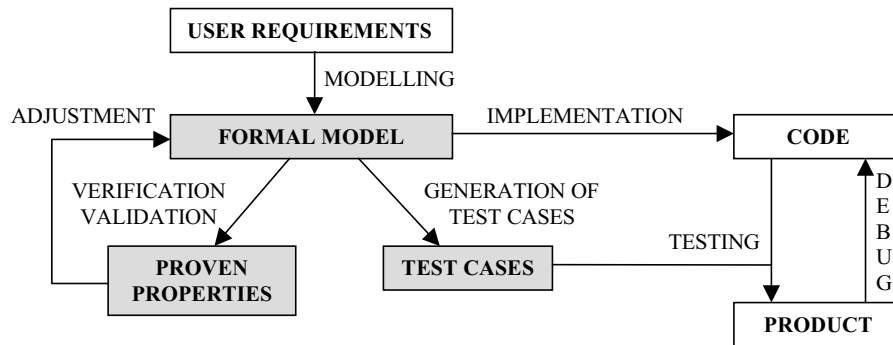 USER REQUIREMENTS
MODELLING
ADJUSTMENT
IMPLEMENTATION
FORMAL MODEL
CODE
VERIFICATION
VALIDATION
GENERATION OF
TEST CASES
DEBUG
TESTING
PROVEN
PROPERTIES
TEST CASES
PRODUCT